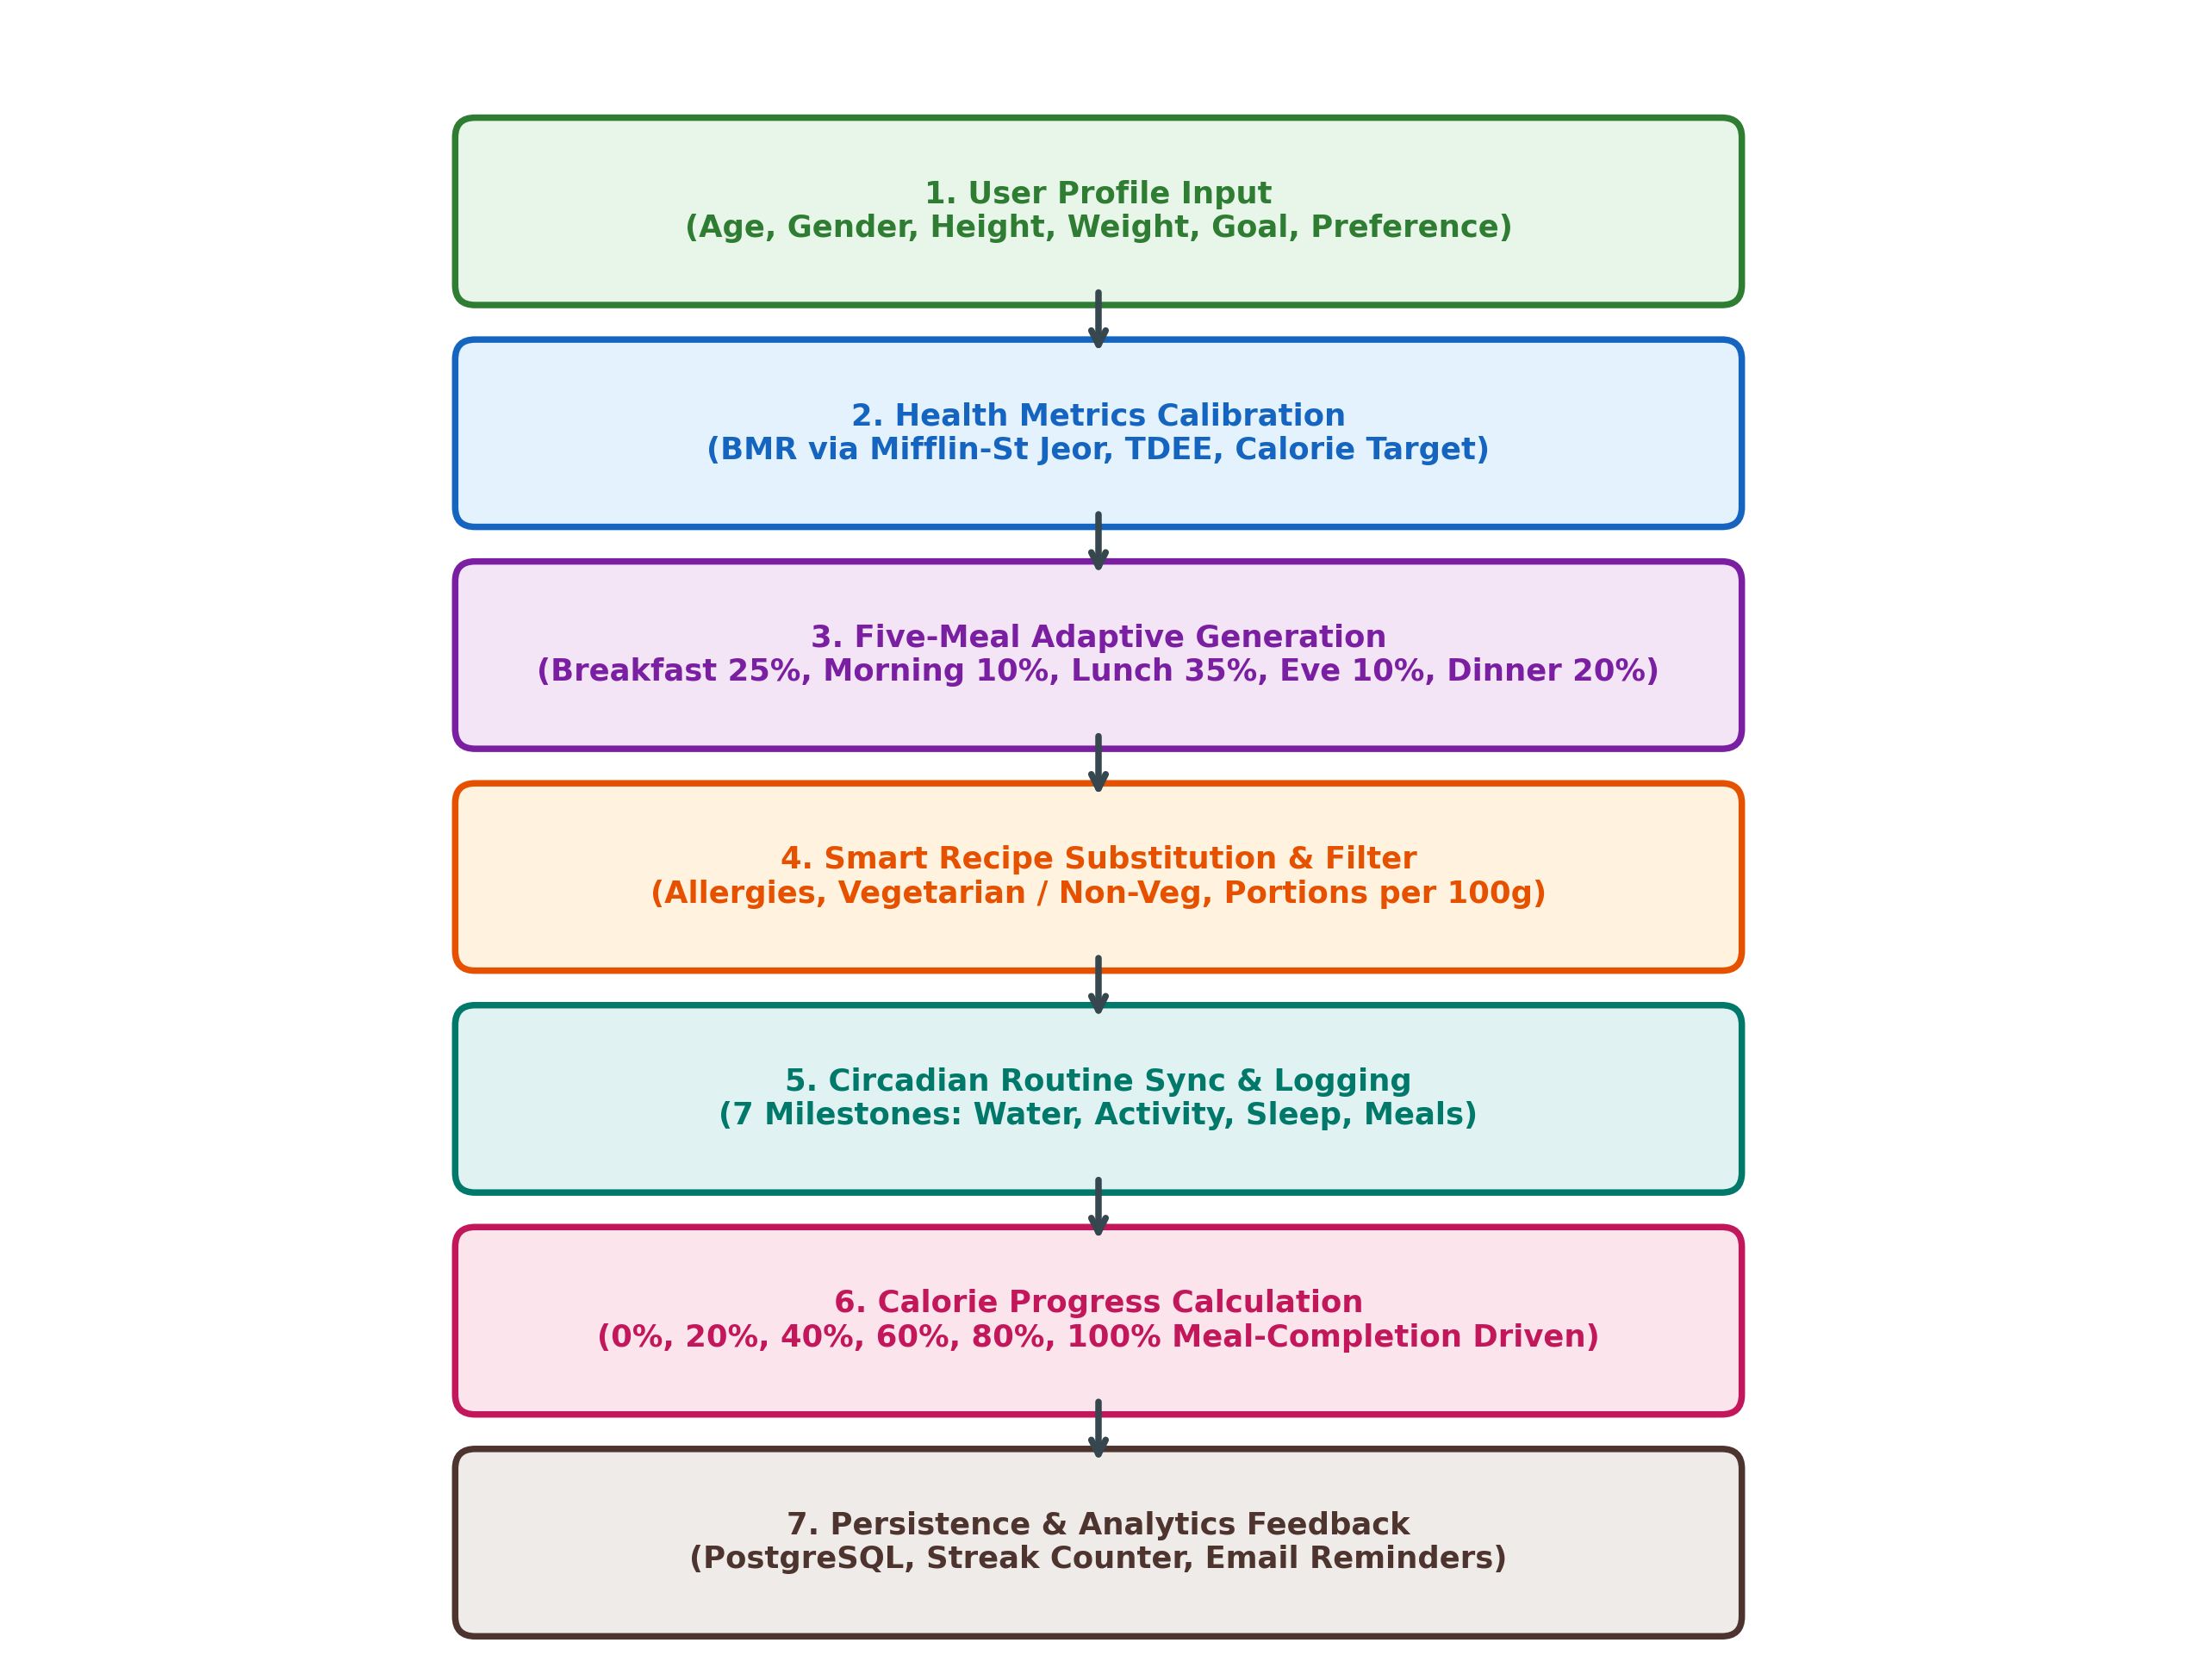 1. User Profile Input
(Age, Gender, Height, Weight, Goal, Preference)
2. Health Metrics Calibration
(BMR via Mifflin-St Jeor, TDEE, Calorie Target)
3. Five-Meal Adaptive Generation
(Breakfast 25%, Morning 10%, Lunch 35%, Eve 10%, Dinner 20%)
4. Smart Recipe Substitution & Filter
(Allergies, Vegetarian / Non-Veg, Portions per 100g)
5. Circadian Routine Sync & Logging
(7 Milestones: Water, Activity, Sleep, Meals)
6. Calorie Progress Calculation
(0%, 20%, 40%, 60%, 80%, 100% Meal-Completion Driven)
7. Persistence & Analytics Feedback
(PostgreSQL, Streak Counter, Email Reminders)